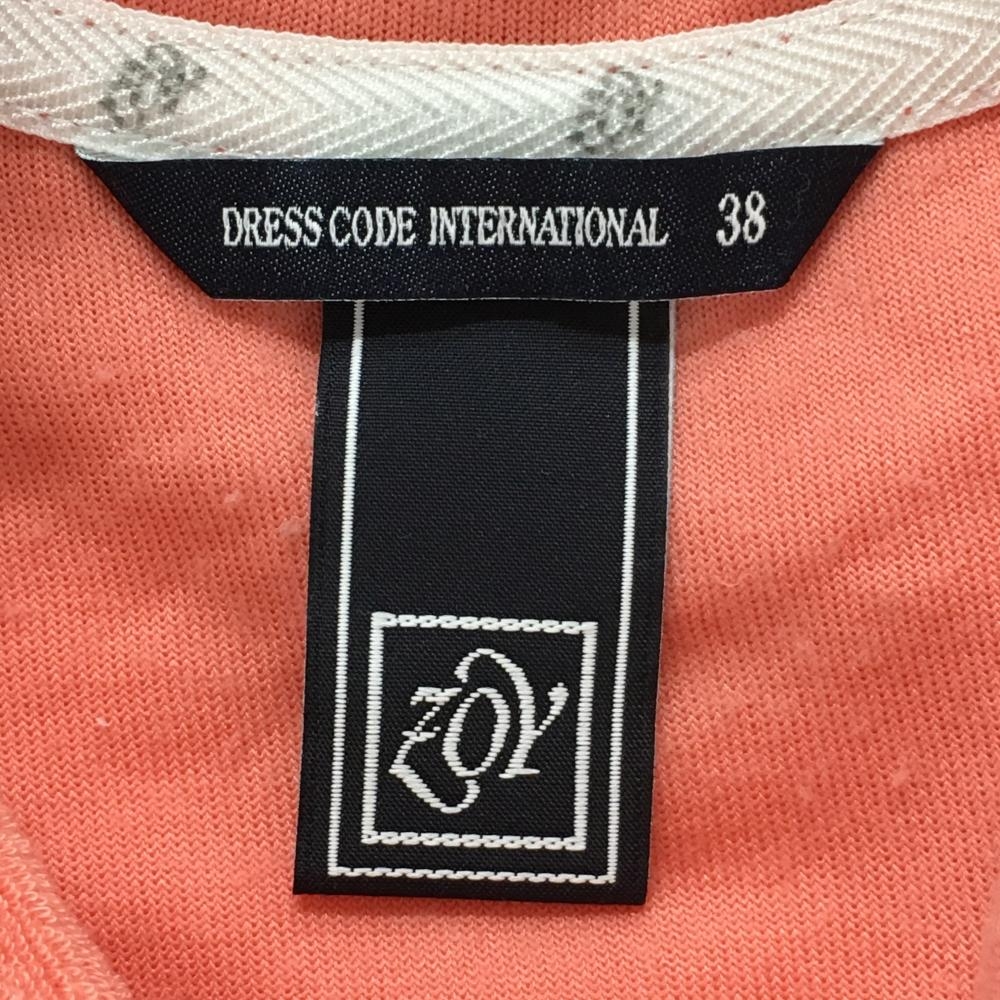 DRESS CODE INTERNATIONAL 38
ZOY